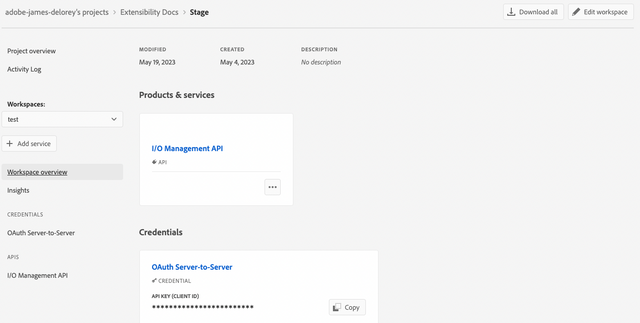 adobe-james-delorey's projects > Extensibility Docs > Stage
Download all
Edit workspace
Project overview
Activity Log
Workspaces:
test
Add service
Workspace overview
Insights
CREDENTIALS
OAuth Server-to-Server
APIS
I/O Management API
MODIFIED
May 19, 2023
CREATED
May 4, 2023
DESCRIPTION
No description
Products & services
I/O Management API
API
Credentials
OAuth Server-to-Server
CREDENTIAL
API KEY (CLIENT ID)
************************
Copy